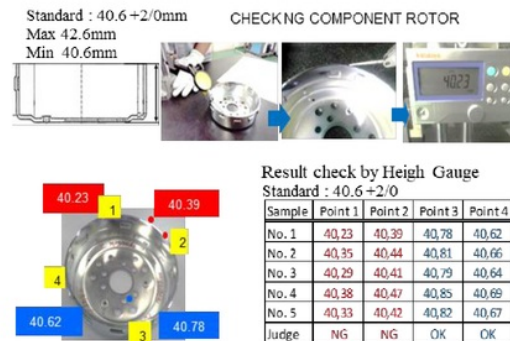 Standard : 40.6 +2/0mm
Max 42.6mm
Min 40.6mm
CHECKNG COMPONENT ROTOR
40.23
Result check by Heigh Gauge
Standard : 40.6 +2/0
Sample Point 1 Point 2 Point 3 Point 4
No. 1 40,23 40,39 40,78 40,62
No. 2 40,35 40,44 40,81 40,66
No. 3 40,29 40,41 40,79 40,64
No. 4 40,38 40,47 40,85 40,69
No. 5 40,33 40,42 40,82 40,67
Judge NG NG OK OK
40.23
40.39
1
2
4
3
40.62
40.78